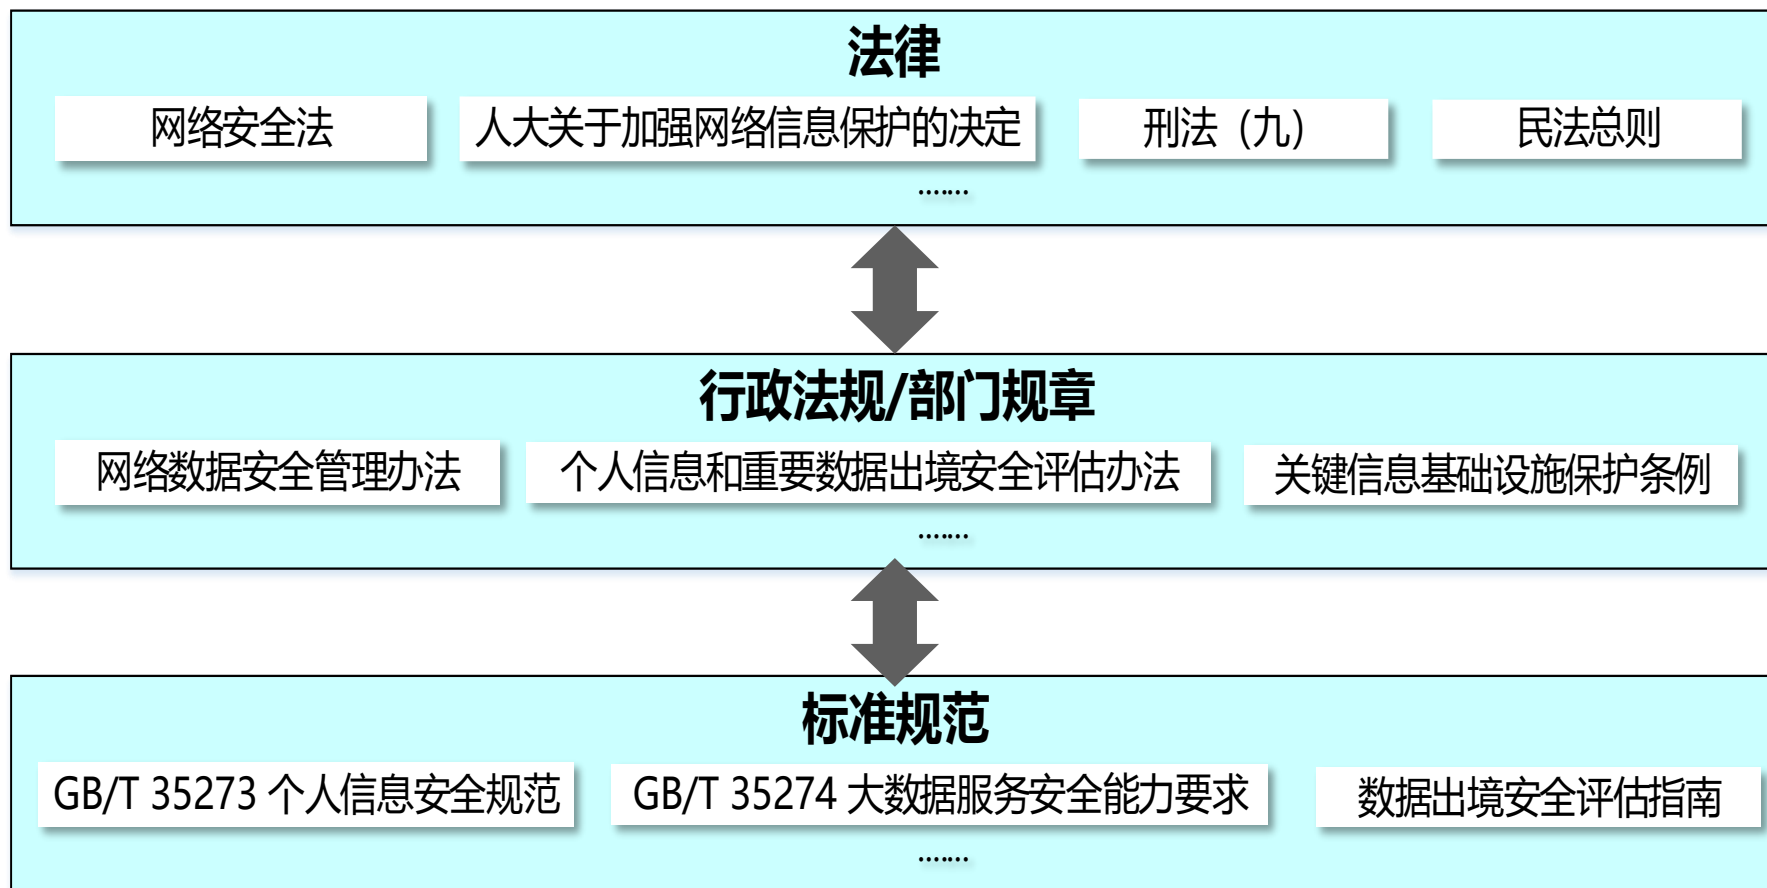 法律
网络安全法 人大关于加强网络信息保护的决定 刑法（九） 民法总则
……
行政法规/部门规章
网络数据安全管理办法 个人信息和重要数据出境安全评估办法 关键信息基础设施保护条例
……
标准规范
GB/T 35273 个人信息安全规范 GB/T 35274 大数据服务安全能力要求 数据出境安全评估指南
……